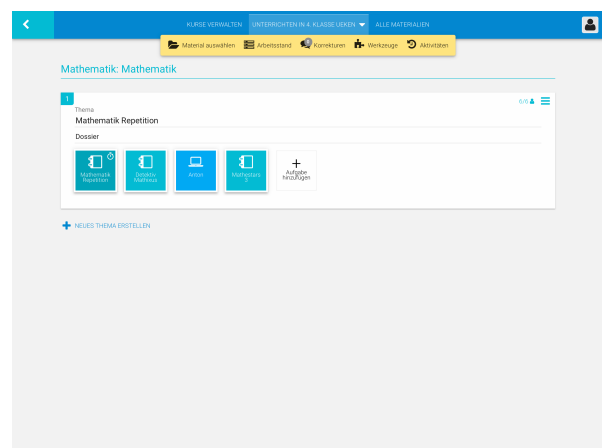 KURSE VERWALTEN UNTERRICHTEN IN 4. KLASSE UEKEN ALLE MATERIALIEN
Material auswählen Arbeitsstand Korrekturen Werkzeuge Aktivitäten
Mathematik: Mathematik
1
6/6
Thema
Mathematik Repetition
Dossier
Mathematik
Repetition
Detektiv
Mathinus
Anton
Mathestars
3
Aufgabe
hinzufügen
NEUES THEMA ERSTELLEN